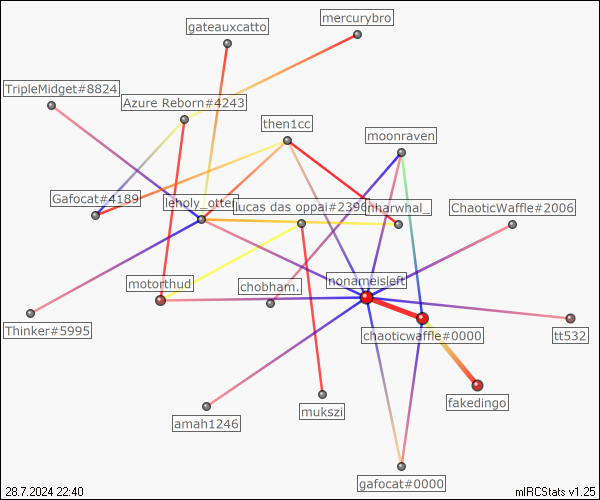 mercurybro
gateauxcatto
TripleMidget#8824
Azure Reborn#4243
then1cc
moonraven
Gafocat#4189
leholy_otter
lucas das oppai#2396
nharwhal_
ChaoticWaffle#2006
motorthud
chobham.
nonameisleft
Thinker#5995
chaoticwaffle#0000
tt532
mukszi
fakedingo
amah1246
gafocat#0000
28.7.2024 22:40
mIRCStats v1.25